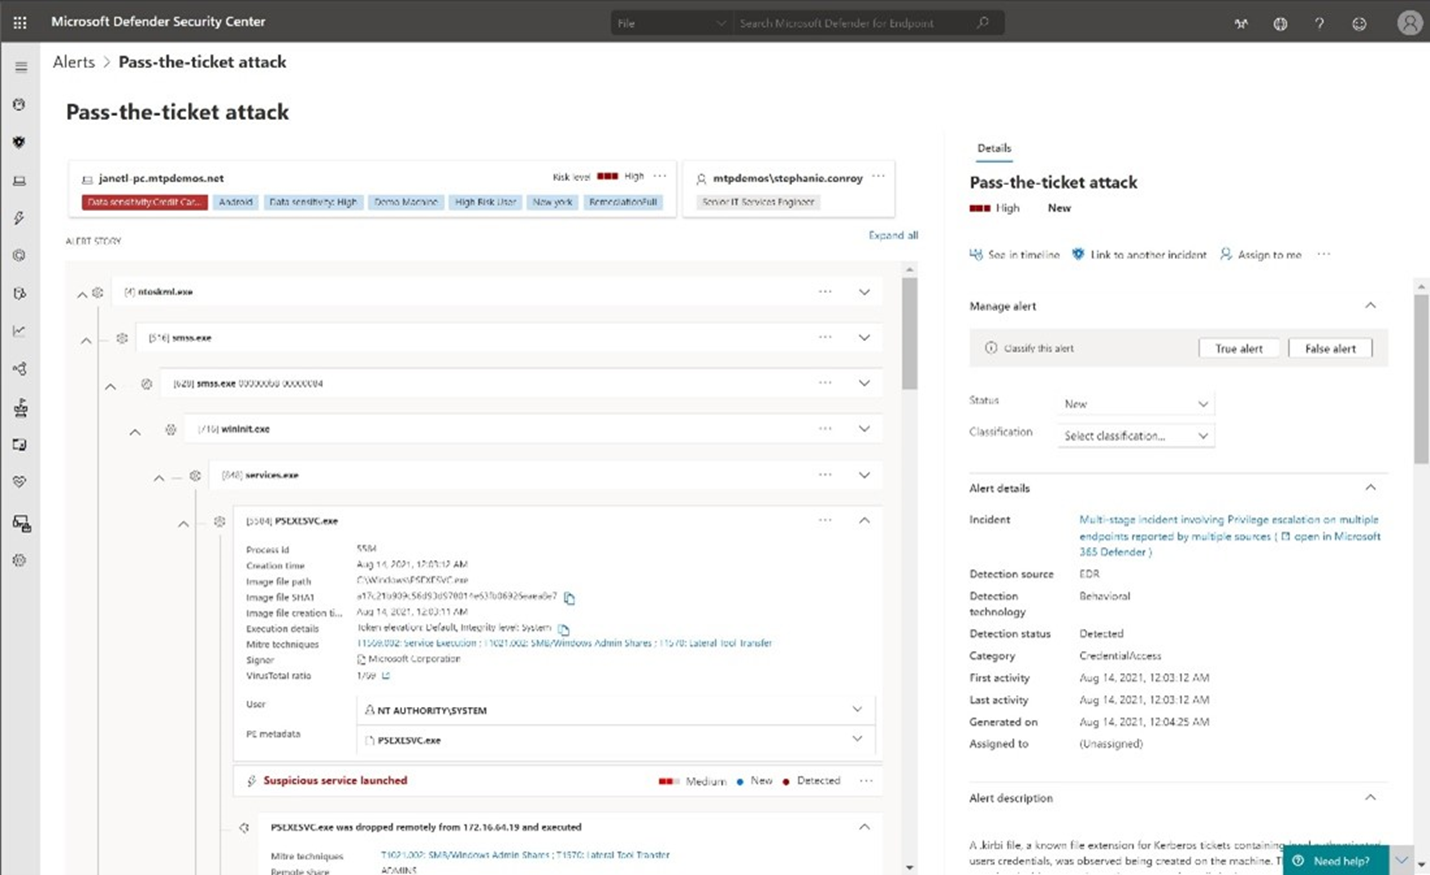 Microsoft Defender Security Center
File
Search Microsoft Defender for Endpoint
Alerts > Pass-the-ticket attack
Pass-the-ticket attack
janetl-pc.mtpdemos.net
Risk level High ...
Data sensitivity:Credit Car... Android Data sensitivity: High Demo Machine High Risk User New york RemediationFull
mtpdemos\stephanie.conroy ...
Senior IT Services Engineer
ALERT STORY
Expand all
[4] ntoskrnl.exe ...
[516] smss.exe ...
[628] smss.exe ...
[716] wininit.exe ...
services.exe ...
[5584] PSEXESVC.exe ...
Process id 5584
Creation time Aug 14, 2021, 12:03:12 AM
Image file path C:\Windows\PSEXESVC.exe
Image file SHA1
Image file creation ti... Aug 14, 2021, 12:03:11 AM
Execution details Token elevation: Default, Integrity level: System
Mitre techniques T1569.002: Service Execution ; T1021.002: SMB/Windows Admin Shares ; T1570: Lateral Tool Transfer
Signer Microsoft Corporation
VirusTotal ratio
User NT AUTHORITY\SYSTEM
PE metadata PSEXESVC.exe
Suspicious service launched Medium New Detected ...
PSEXESVC.exe was dropped remotely from 172.16.64.19 and executed
Mitre techniques T1021.002: SMB/Windows Admin Shares ; T1570: Lateral Tool Transfer
Remote share
Details
Pass-the-ticket attack
High New
See in timeline Link to another incident Assign to me ...
Manage alert
Classify this alert True alert False alert
Status New
Classification Select classification...
Alert details
Incident Multi-stage incident involving Privilege escalation on multiple
endpoints reported by multiple sources ( open in Microsoft
365 Defender )
Detection source EDR
Detection Behavioral
technology
Detection status Detected
Category CredentialAccess
First activity Aug 14, 2021, 12:03:12 AM
Last activity Aug 14, 2021, 12:03:12 AM
Generated on Aug 14, 2021, 12:04:25 AM
Assigned to (Unassigned)
Alert description
A .kirbi file, a known file extension for Kerberos tickets containing
users credentials, was observed being created on the machine.
Need help?